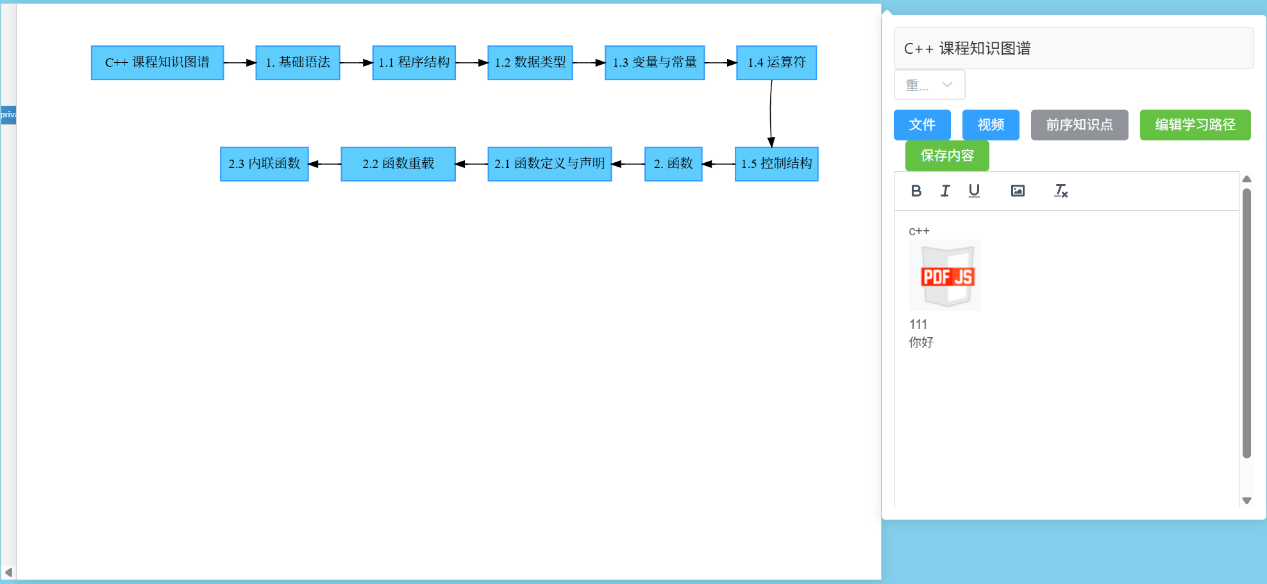 C++ 课程知识图谱
1. 基础语法
1.1 程序结构
1.2 数据类型
1.3 变量与常量
1.4 运算符
2.3 内联函数
2.2 函数重载
2.1 函数定义与声明
2. 函数
1.5 控制结构
priv
C++ 课程知识图谱
重...
文件
视频
前序知识点
编辑学习路径
保存内容
B I U
c++
PDF JS
111
你好